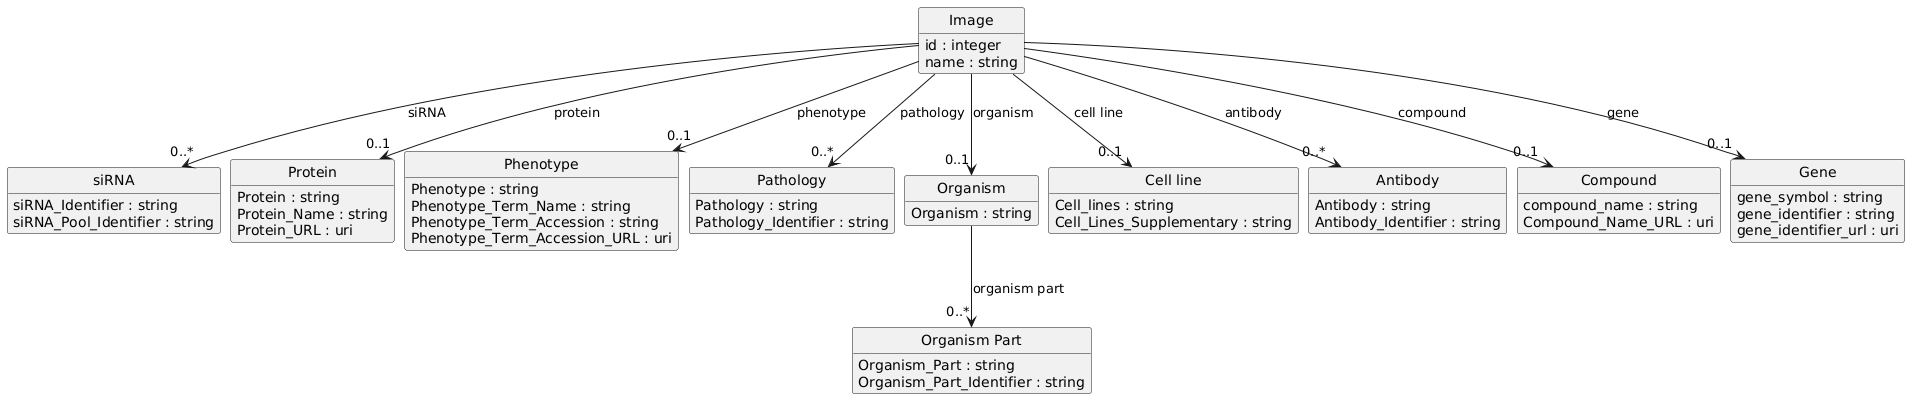 Image
id : integer
name : string
siRNA
protein
phenotype
pathology
organism
cell line
antibody
compound
gene
0..*
0..1
0..1
0..*
0..1
0..1
0..*
0..1
0..1
siRNA
siRNA_Identifier : string
siRNA_Pool_Identifier : string
Protein
Protein : string
Protein_Name : string
Protein_URL : uri
Phenotype
Phenotype : string
Phenotype_Term_Name : string
Phenotype_Term_Accession : string
Phenotype_Term_Accession_URL : uri
Pathology
Pathology : string
Pathology_Identifier : string
Organism
Organism : string
Cell line
Cell_lines : string
Cell_Lines_Supplementary : string
Antibody
Antibody : string
Antibody_Identifier : string
Compound
compound_name : string
Compound_Name_URL : uri
Gene
gene_symbol : string
gene_identifier : string
gene_identifier_url : uri
organism part
0..*
Organism Part
Organism_Part : string
Organism_Part_Identifier : string